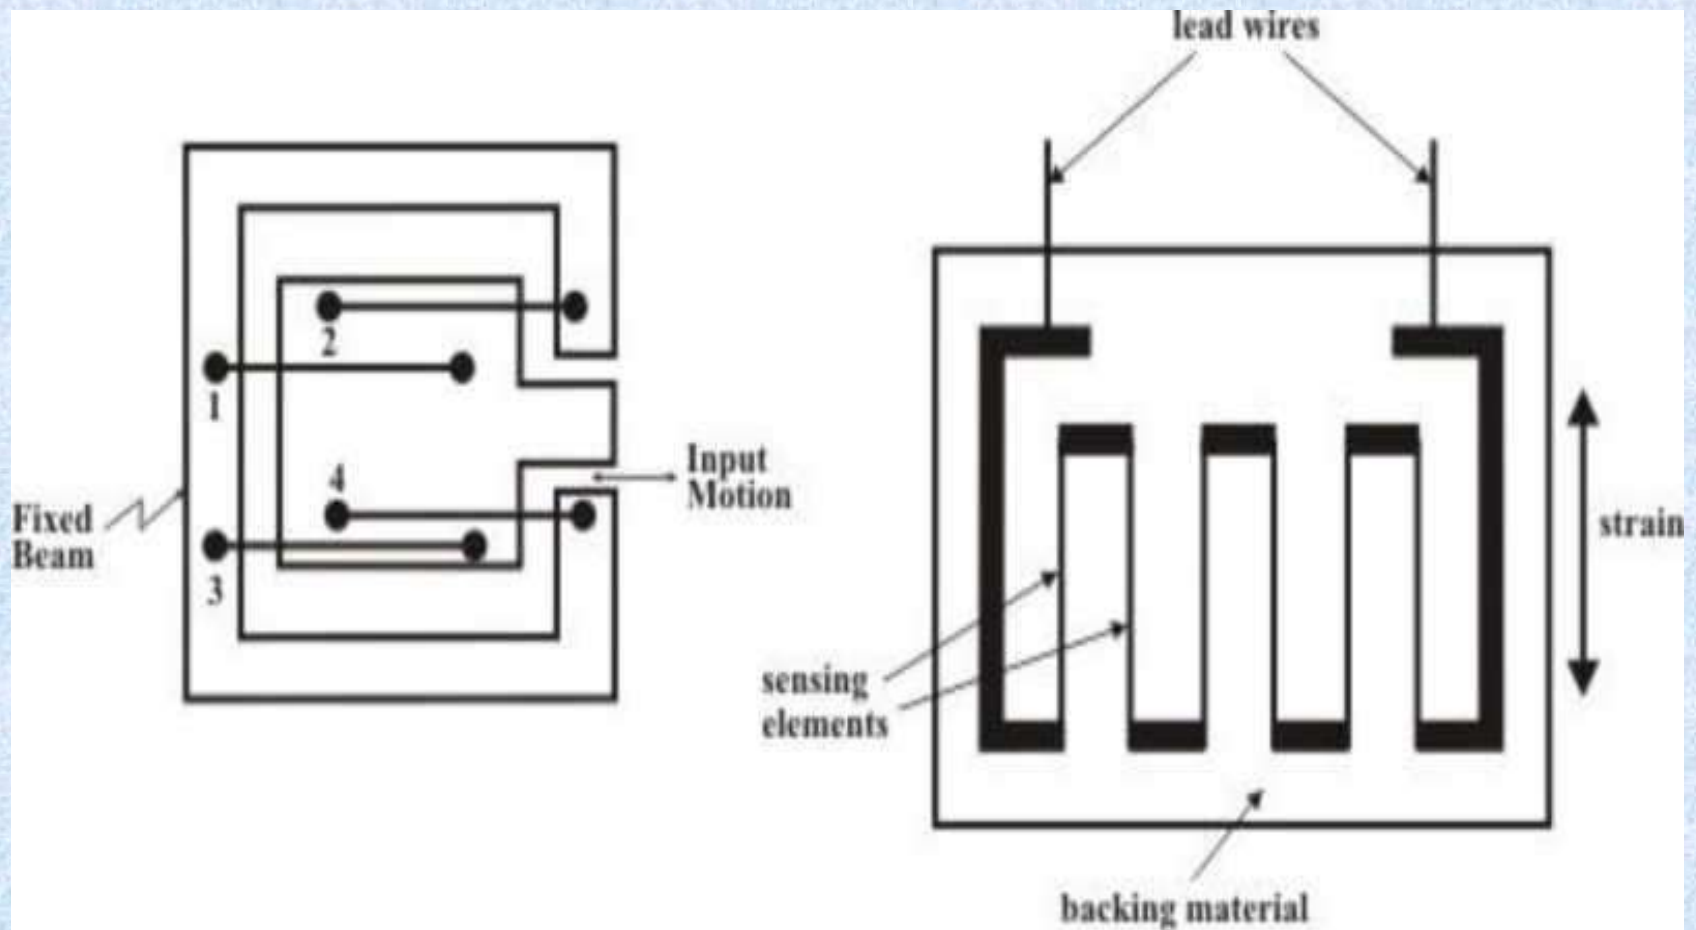 lead wires
2
1
4
Input
Motion
Fixed
Beam
3
strain
sensing
elements
backing material